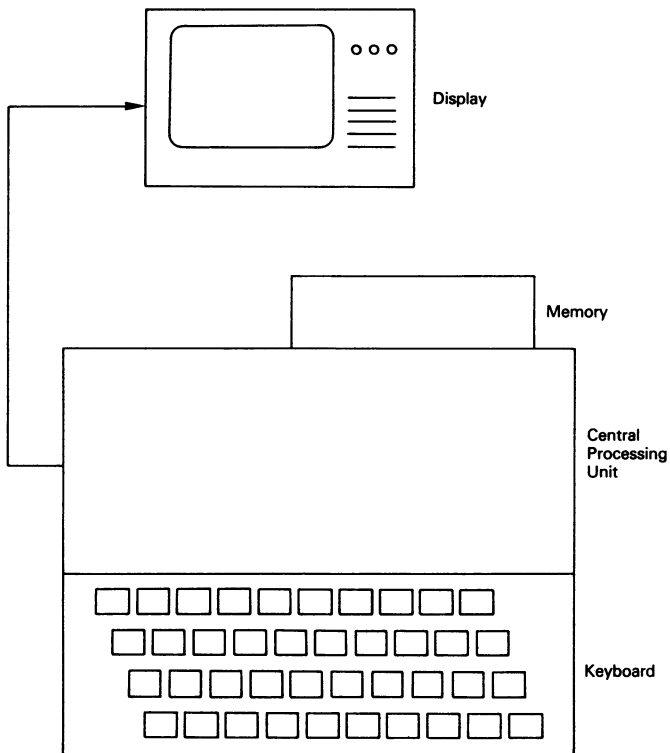 Display
Memory
Central
Processing
Unit
Keyboard